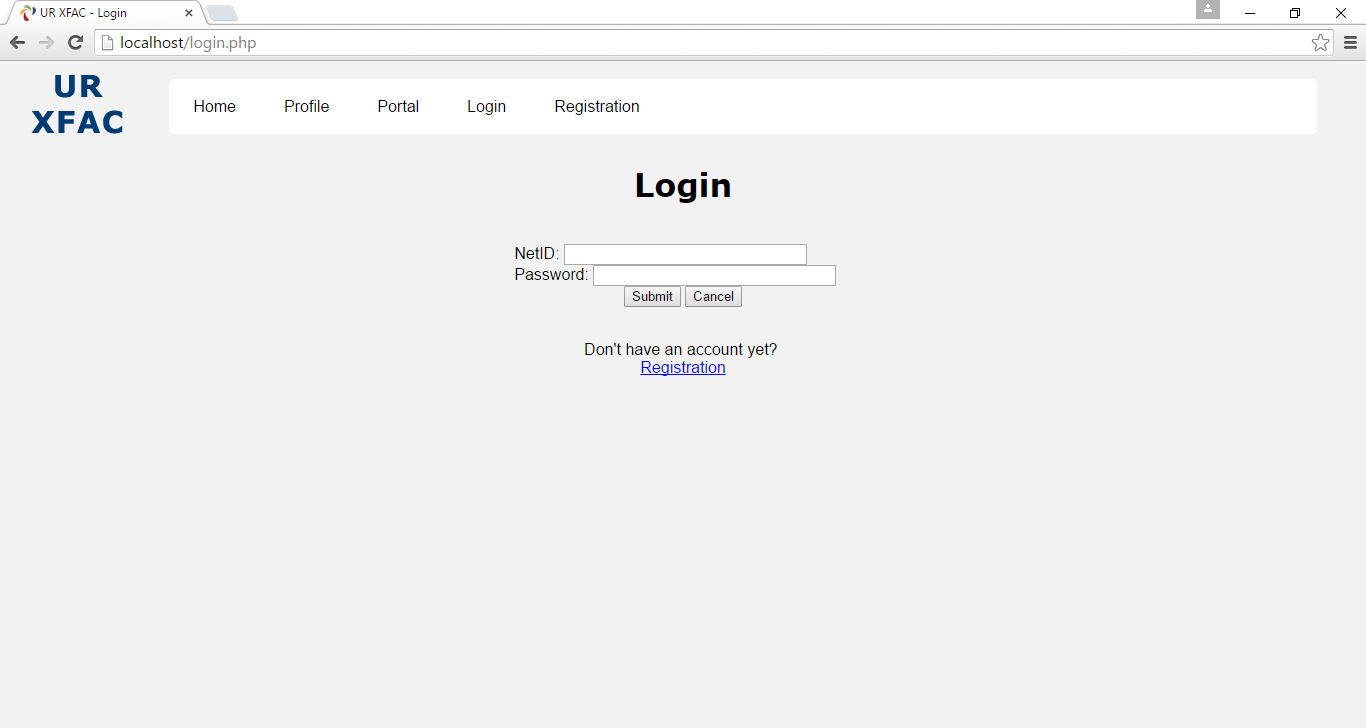 UR XFAC - Login
localhost/login.php
UR
XFAC
Home Profile Portal Login Registration
Login
NetID:
Password:
Submit Cancel
Don't have an account yet?
Registration